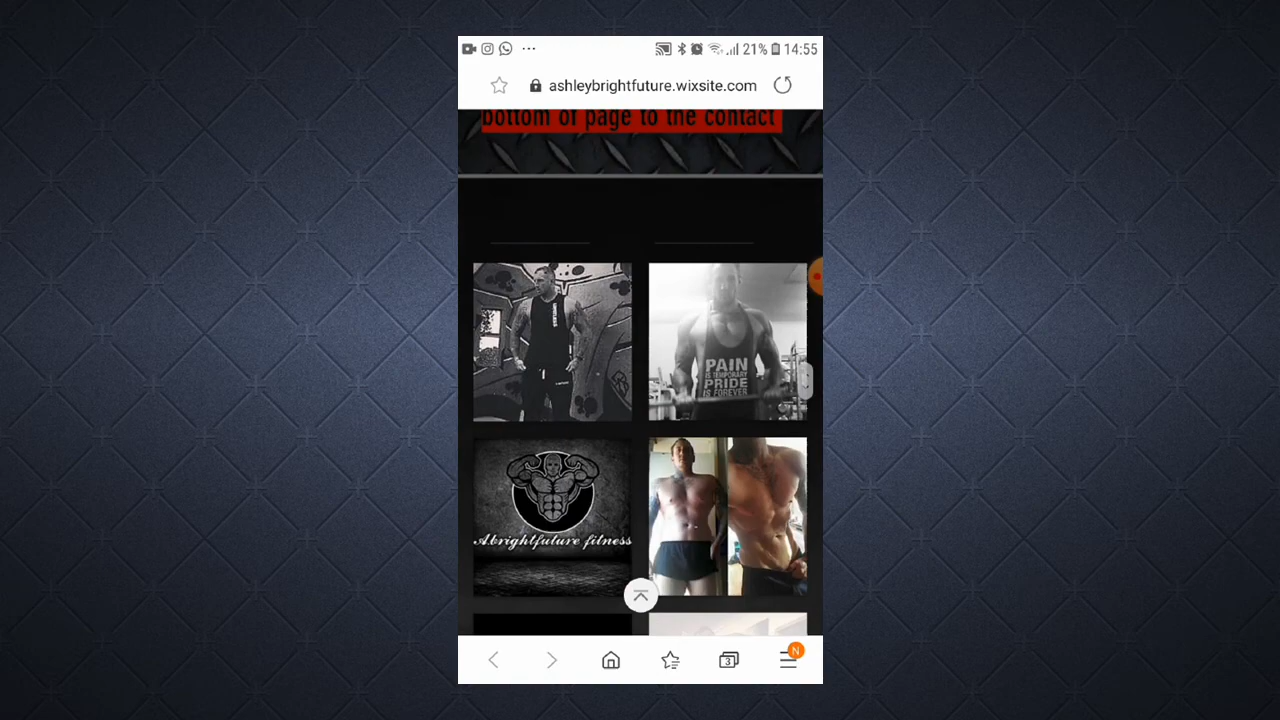 21% 14:55
ashleybrightfuture.wixsite.com
bottom of page to the contact
PAIN
IS TEMPORARY
PRIDE
IS FOREVER
Abrightfuture fitness
3
N